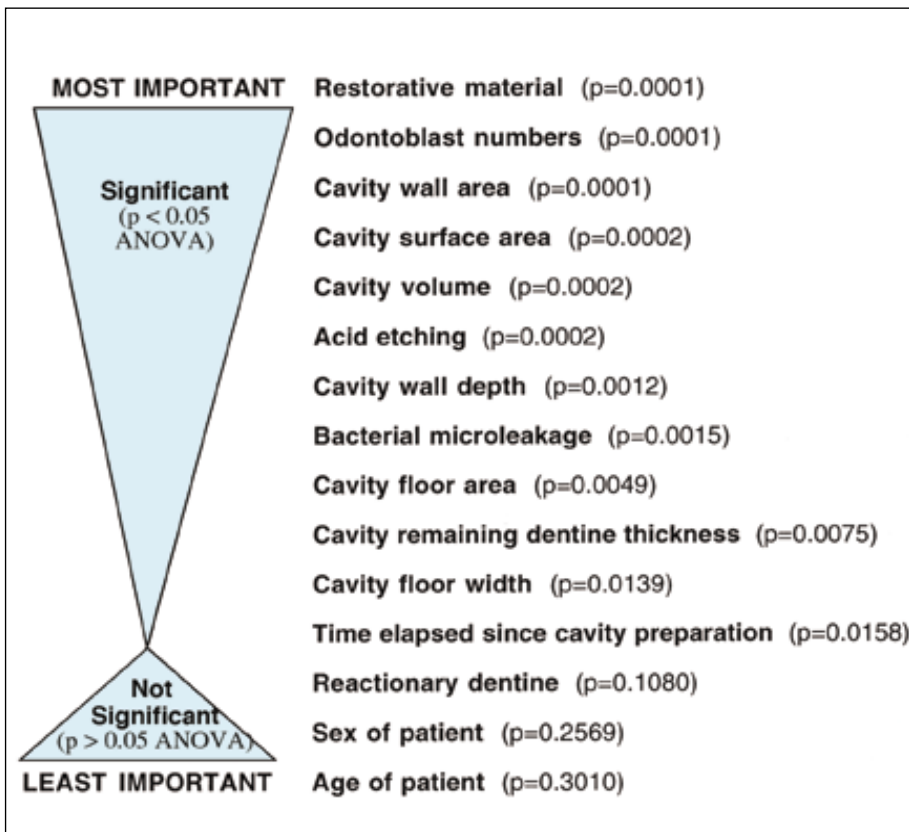 MOST IMPORTANT
Restorative material (p=0.0001)
Odontoblast numbers (p=0.0001)
Significant
(p < 0.05
ANOVA)
Cavity wall area (p=0.0001)
Cavity surface area (p=0.0002)
Cavity volume (p=0.0002)
Acid etching (p=0.0002)
Cavity wall depth (p=0.0012)
Bacterial microleakage (p=0.0015)
Cavity floor area (p=0.0049)
Cavity remaining dentine thickness (p=0.0075)
Cavity floor width (p=0.0139)
Time elapsed since cavity preparation (p=0.0158)
Not
Significant
(p > 0.05 ANOVA)
Reactionary dentine (p=0.1080)
Sex of patient (p=0.2569)
LEAST IMPORTANT
Age of patient (p=0.3010)